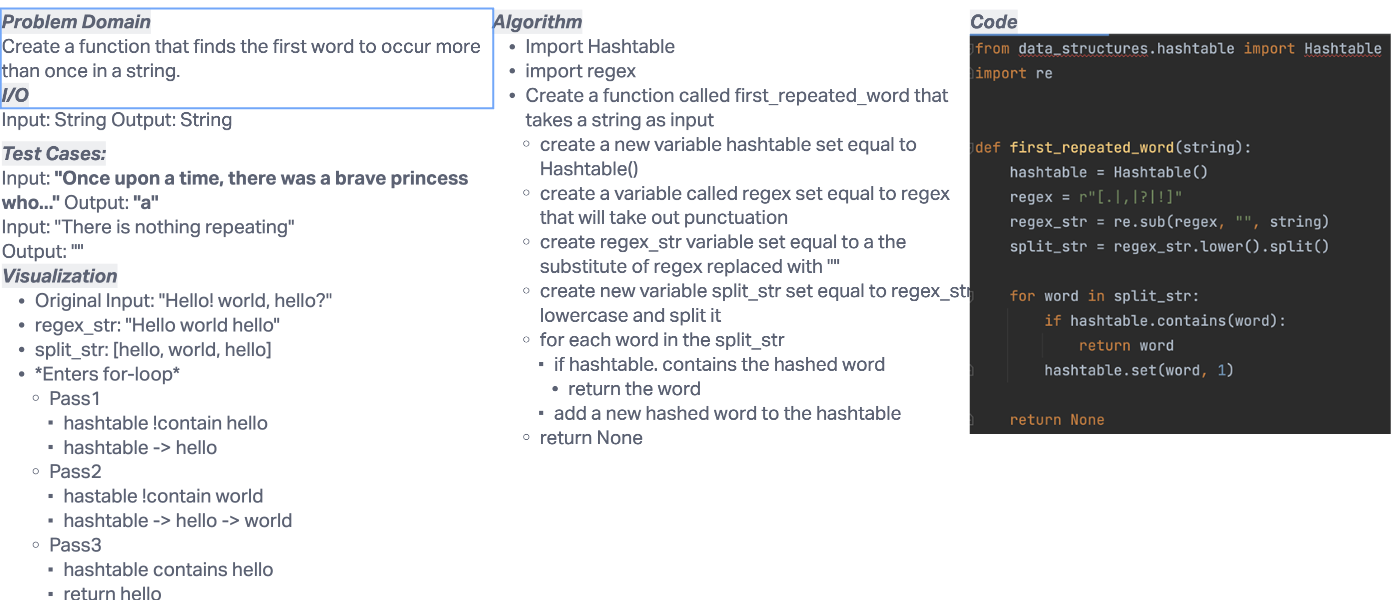 Problem Domain
Create a function that finds the first word to occur more
than once in a string.
I/O
Input: String Output: String
Test Cases:
Input: "Once upon a time, there was a brave princess
who..." Output: "a"
Input: "There is nothing repeating"
Output: ""
Visualization
• Original Input: "Hello! world, hello?"
• regex_str: "Hello world hello"
• split_str: [hello, world, hello]
• *Enters for-loop*
◦ Pass1
▪ hashtable !contain hello
▪ hashtable -> hello
◦ Pass2
▪ hastable !contain world
▪ hashtable -> hello -> world
◦ Pass3
▪ hashtable contains hello
▪ return hello
Algorithm
• Import Hashtable
• import regex
• Create a function called first_repeated_word that
takes a string as input
◦ create a new variable hashtable set equal to
Hashtable()
◦ create a variable called regex set equal to regex
that will take out punctuation
◦ create regex_str variable set equal to a the
substitute of regex replaced with ""
◦ create new variable split_str set equal to regex_str
lowercase and split it
◦ for each word in the split_str
▪ if hashtable. contains the hashed word
• return the word
▪ add a new hashed word to the hashtable
◦ return None
Code
from data_structures.hashtable import Hashtable
import re
def first_repeated_word(string):
    hashtable = Hashtable()
    regex = r"[.|,|?|!]"
    regex_str = re.sub(regex, "", string)
    split_str = regex_str.lower().split()
    for word in split_str:
        if hashtable.contains(word):
            return word
        hashtable.set(word, 1)
    return None